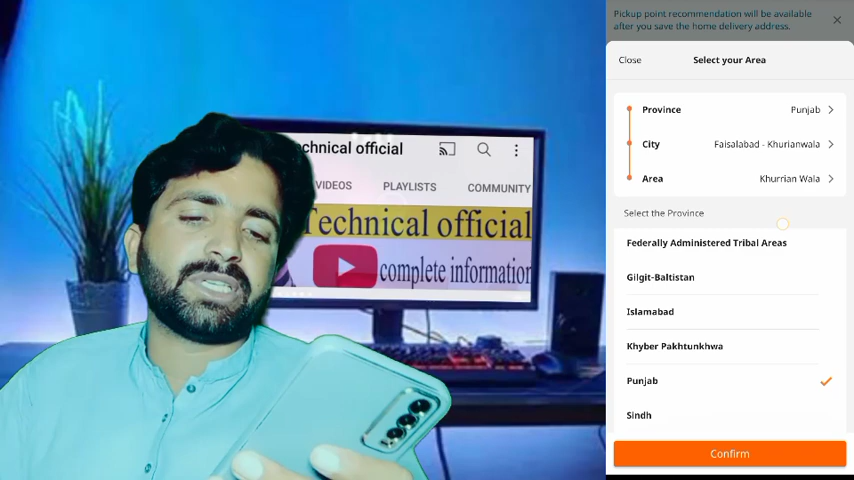 echnical official
VIDEOS PLAYLISTS COMMUNITY
Technical official
complete information
Pickup point recommendation will be available
after you save the home delivery address.
Close Select your Area
Province Punjab
City Faisalabad - Khurianwala
Area Khurrian Wala
Select the Province
Federally Administered Tribal Areas
Gilgit-Baltistan
Islamabad
Khyber Pakhtunkhwa
Punjab
Sindh
Confirm